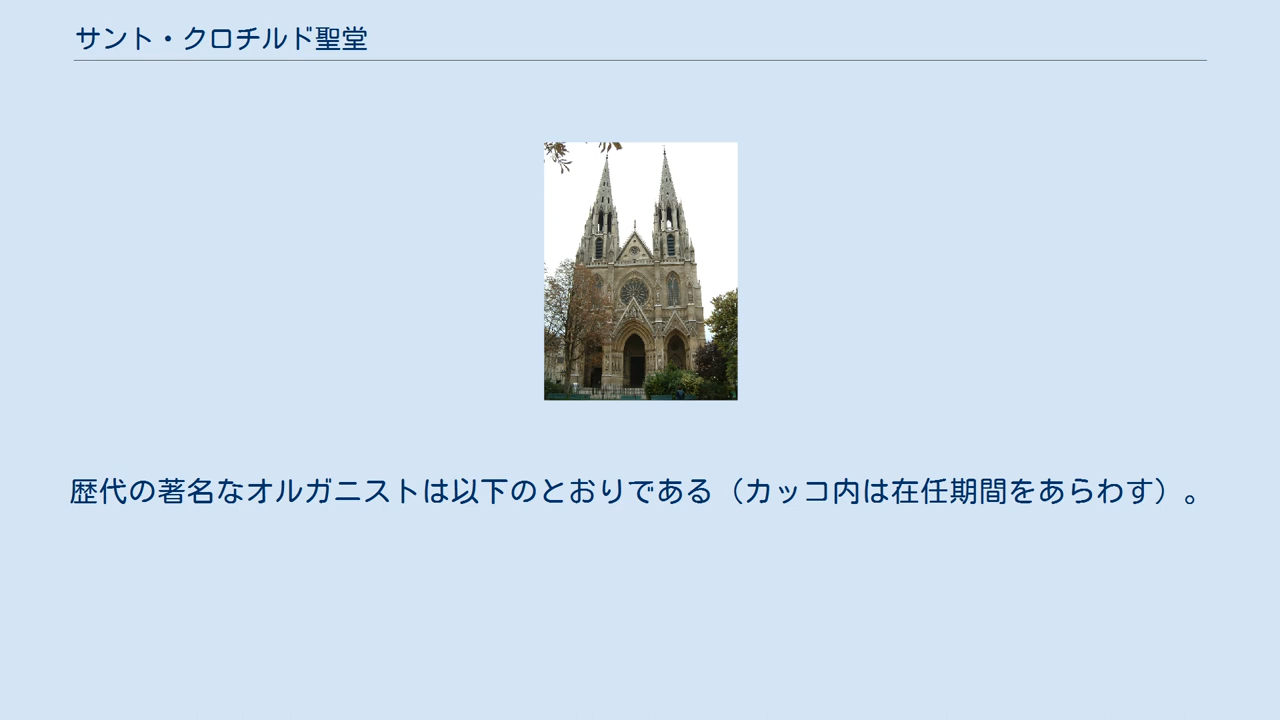 サント・クロチルド聖堂
歴代の著名なオルガニストは以下のとおりである（カッコ内は在任期間をあらわす）。